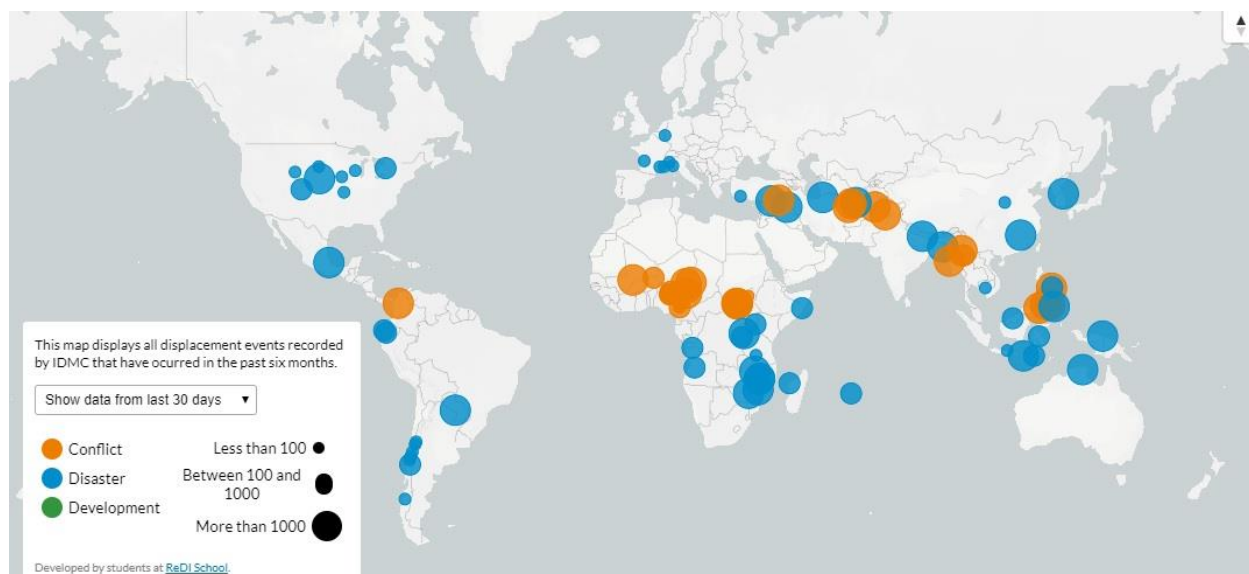 This map displays all displacement events recorded
by IDMC that have ocurred in the past six months.
Show data from last 30 days
Conflict
Less than 100
Disaster
Between 100 and
1000
Development
More than 1000
Developed by students at ReDI School.